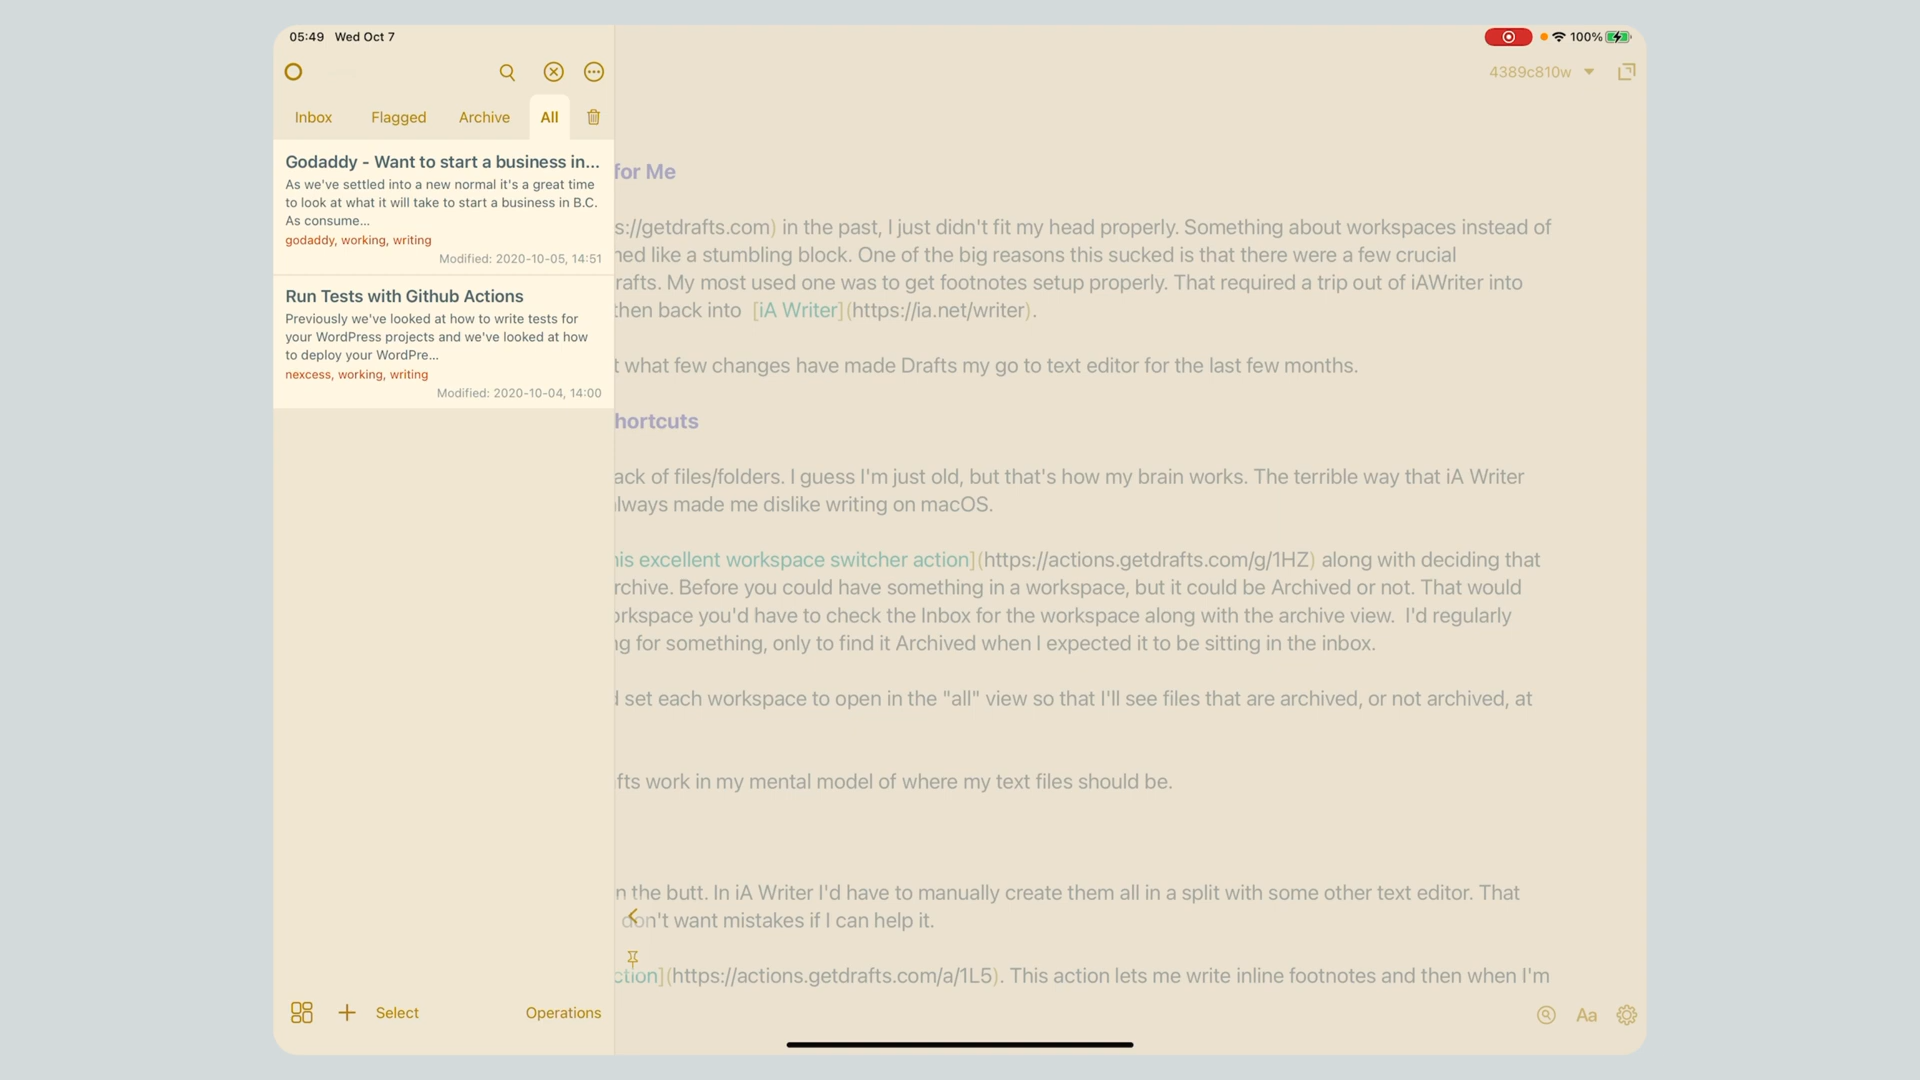 05:49 Wed Oct 7
100%
4389c810w
Inbox Flagged Archive All
Godaddy - Want to start a business in...
As we've settled into a new normal it's a great time
to look at what it will take to start a business in B.C.
As consume...
godaddy, working, writing
Modified: 2020-10-05, 14:51
Run Tests with Github Actions
Previously we've looked at how to write tests for
your WordPress projects and we've looked at how
to deploy your WordPre...
nexcess, working, writing
Modified: 2020-10-04, 14:00
Select Operations
for Me
s://getdrafts.com) in the past, I just didn't fit my head properly. Something about workspaces instead of
ned like a stumbling block. One of the big reasons this sucked is that there were a few crucial
rafts. My most used one was to get footnotes setup properly. That required a trip out of iAWriter into
then back into [iA Writer](https://ia.net/writer).
t what few changes have made Drafts my go to text editor for the last few months.
hortcuts
ack of files/folders. I guess I'm just old, but that's how my brain works. The terrible way that iA Writer
lways made me dislike writing on macOS.
his excellent workspace switcher action](https://actions.getdrafts.com/g/1HZ) along with deciding that
rchive. Before you could have something in a workspace, but it could be Archived or not. That would
orkspace you'd have to check the Inbox for the workspace along with the archive view. I'd regularly
ng for something, only to find it Archived when I expected it to be sitting in the inbox.
d set each workspace to open in the "all" view so that I'll see files that are archived, or not archived, at
fts work in my mental model of where my text files should be.
n the butt. In iA Writer I'd have to manually create them all in a split with some other text editor. That
don't want mistakes if I can help it.
ction](https://actions.getdrafts.com/a/1L5). This action lets me write inline footnotes and then when I'm
Aa